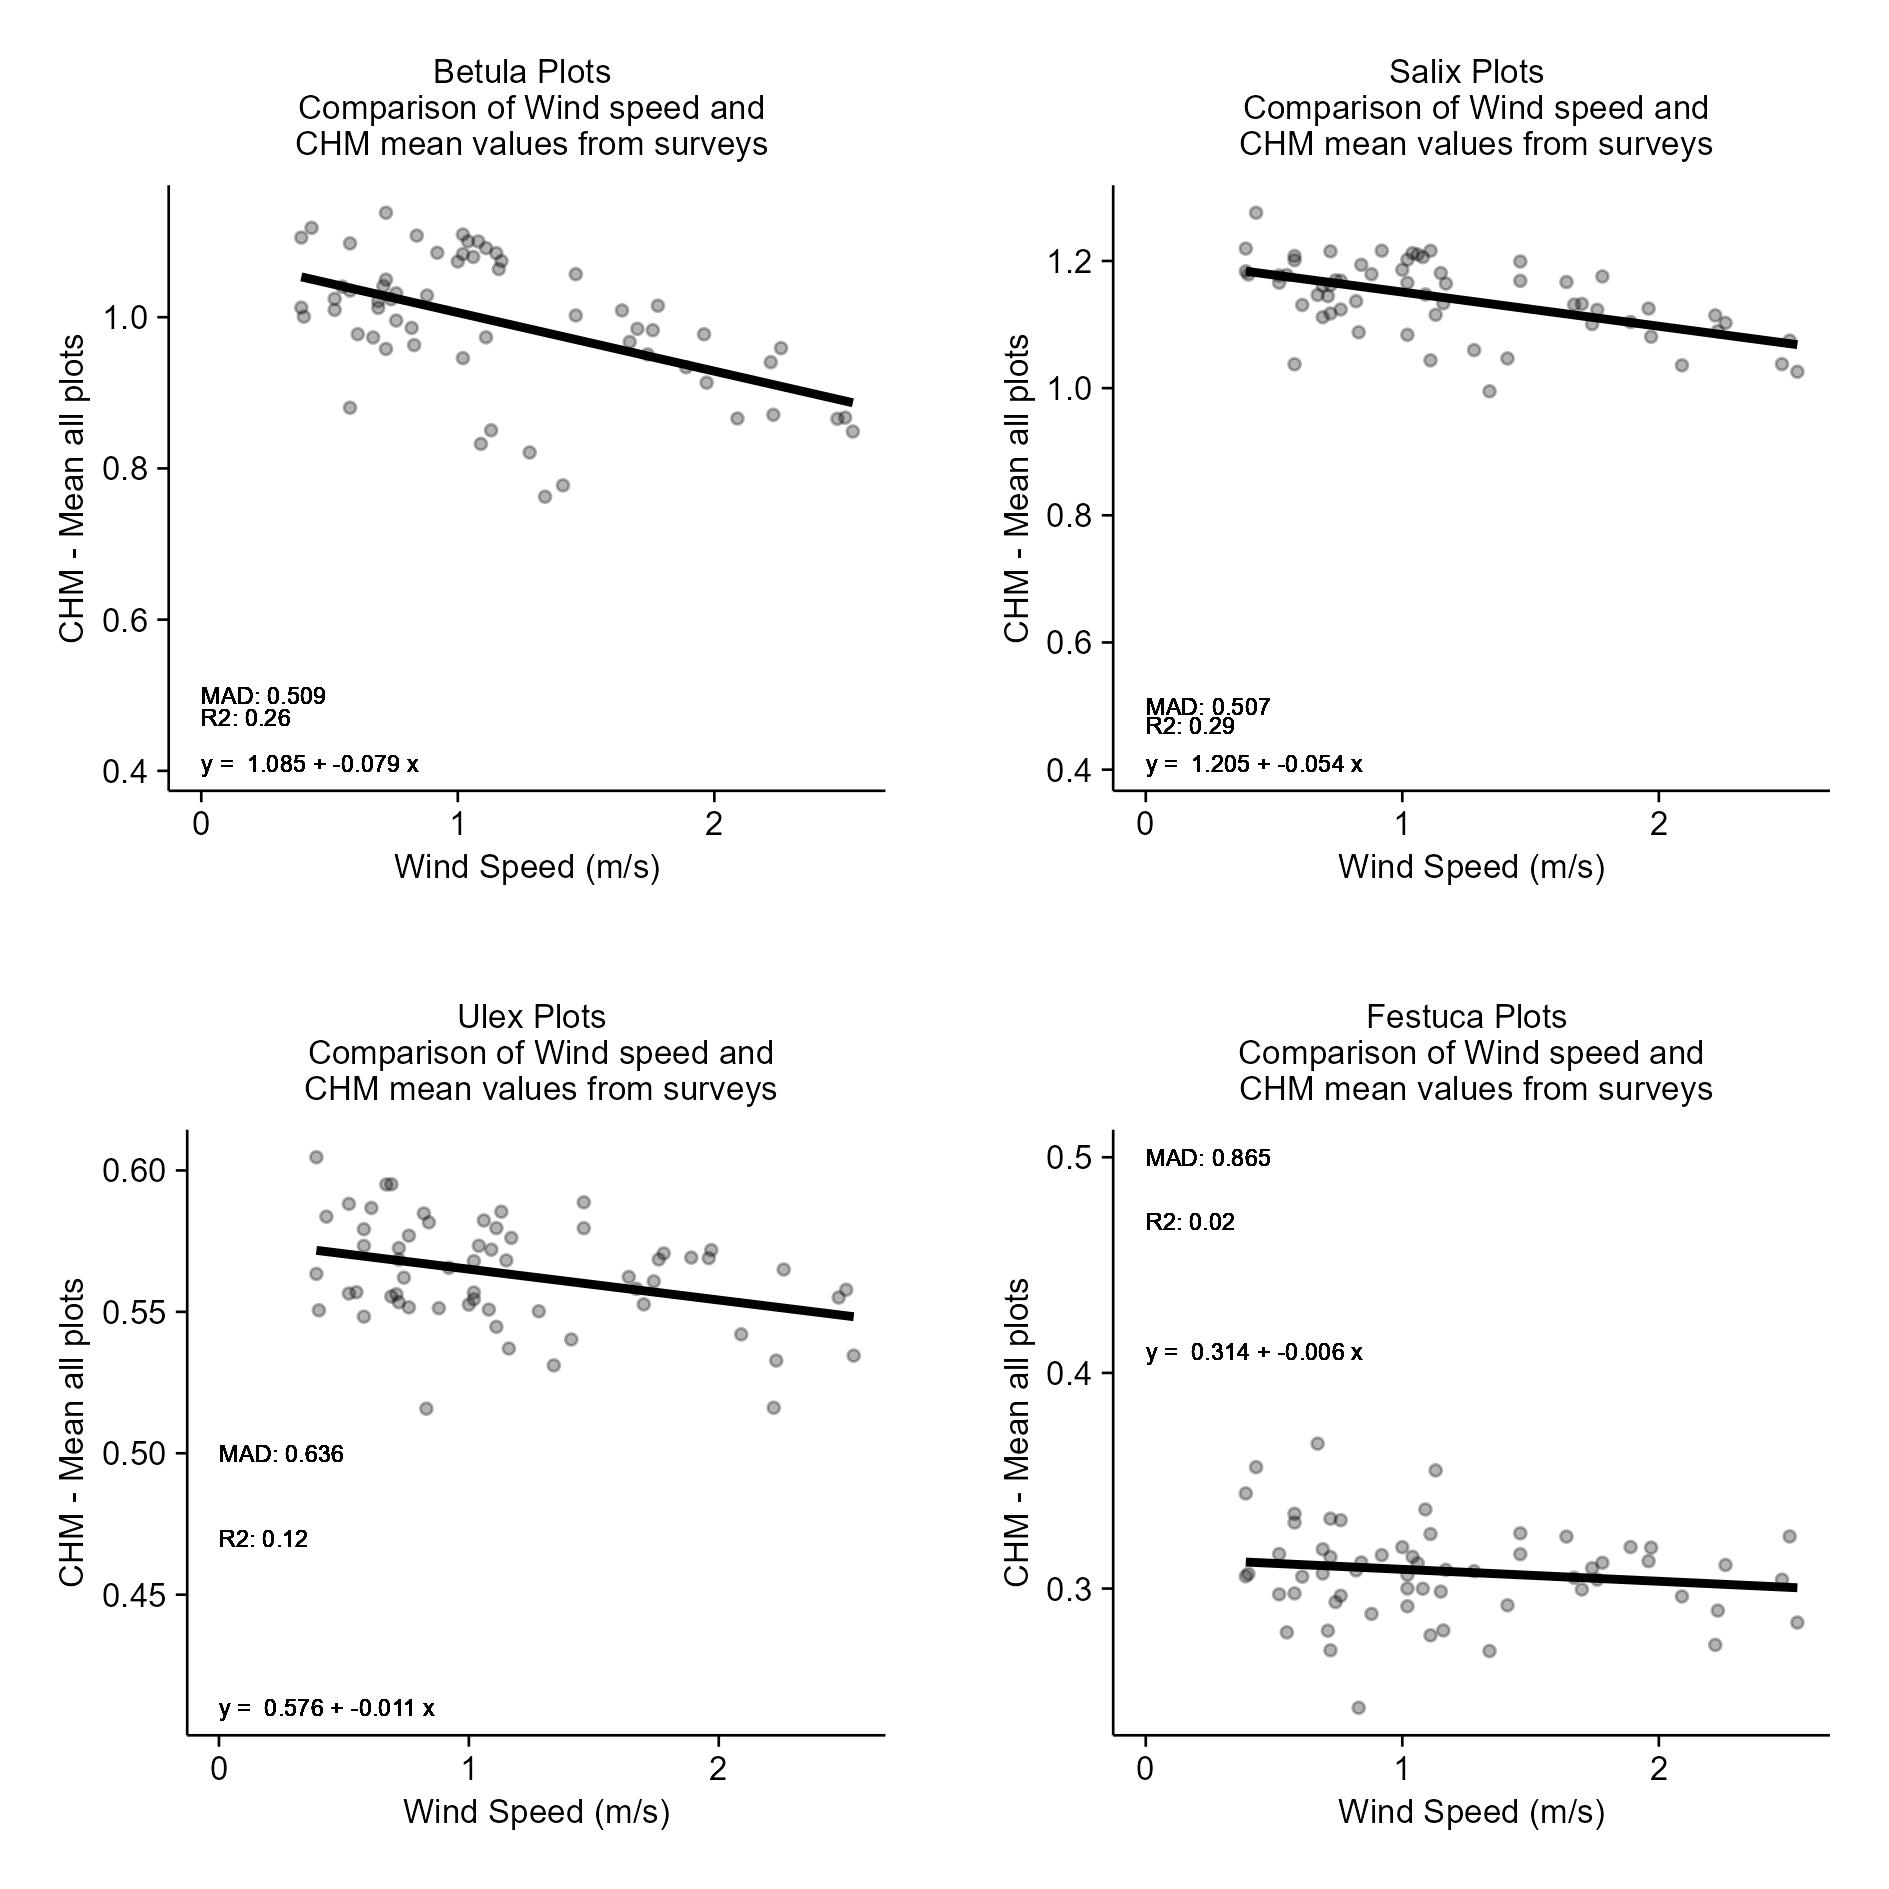 Betula Plots
Comparison of Wind speed and
CHM mean values from surveys
CHM - Mean all plots
1.0
0.8
0.6
0.4
MAD: 0.509
R2: 0.26
y = 1.085 + -0.079 x
0 1 2
Wind Speed (m/s)
Salix Plots
Comparison of Wind speed and
CHM mean values from surveys
CHM - Mean all plots
1.2
1.0
0.8
0.6
0.4
MAD: 0.507
R2: 0.29
y = 1.205 + -0.054 x
0 1 2
Wind Speed (m/s)
Ulex Plots
Comparison of Wind speed and
CHM mean values from surveys
CHM - Mean all plots
0.60
0.55
0.50
0.45
MAD: 0.636
R2: 0.12
y = 0.576 + -0.011 x
0 1 2
Wind Speed (m/s)
Festuca Plots
Comparison of Wind speed and
CHM mean values from surveys
CHM - Mean all plots
0.5
0.4
0.3
MAD: 0.865
R2: 0.02
y = 0.314 + -0.006 x
0 1 2
Wind Speed (m/s)